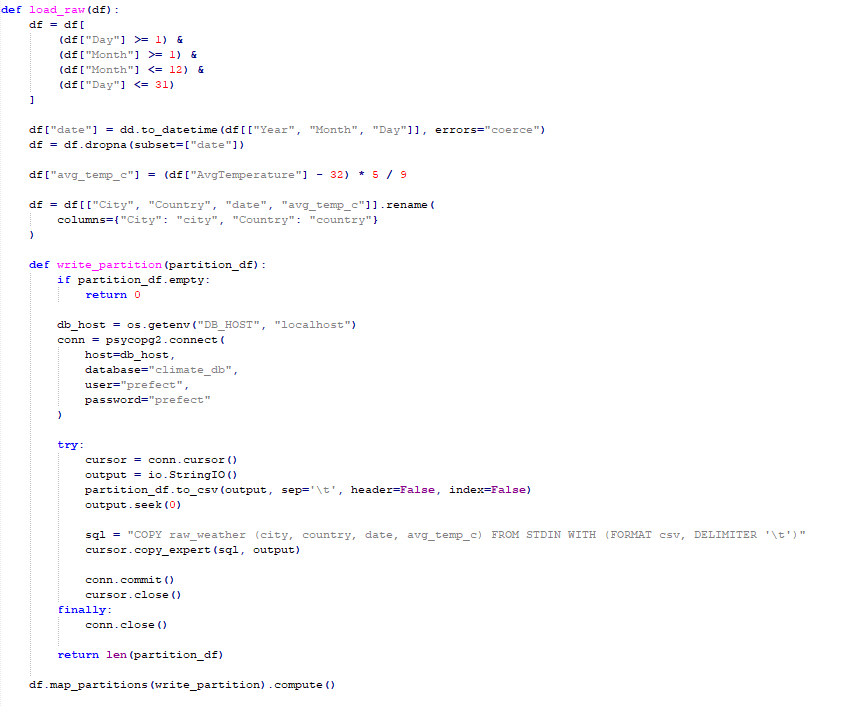 def load_raw(df):
    df = df[
        (df["Day"] >= 1) &
        (df["Month"] >= 1) &
        (df["Month"] <= 12) &
        (df["Day"] <= 31)
    ]
    df["date"] = dd.to_datetime(df[["Year", "Month", "Day"]], errors="coerce")
    df = df.dropna(subset=["date"])
    df["avg_temp_c"] = (df["AvgTemperature"] - 32) * 5 / 9
    df = df[["City", "Country", "date", "avg_temp_c"]].rename(
        columns={"City": "city", "Country": "country"}
    )
    def write_partition(partition_df):
        if partition_df.empty:
            return 0
        db_host = os.getenv("DB_HOST", "localhost")
        conn = psycopg2.connect(
            host=db_host,
            database="climate_db",
            user="prefect",
            password="prefect"
        )
        try:
            cursor = conn.cursor()
            output = io.StringIO()
            partition_df.to_csv(output, sep='\t', header=False, index=False)
            output.seek(0)
            sql = "COPY raw_weather (city, country, date, avg_temp_c) FROM STDIN WITH (FORMAT csv, DELIMITER '\t')"
            cursor.copy_expert(sql, output)
            conn.commit()
            cursor.close()
        finally:
            conn.close()
        return len(partition_df)
    df.map_partitions(write_partition).compute()